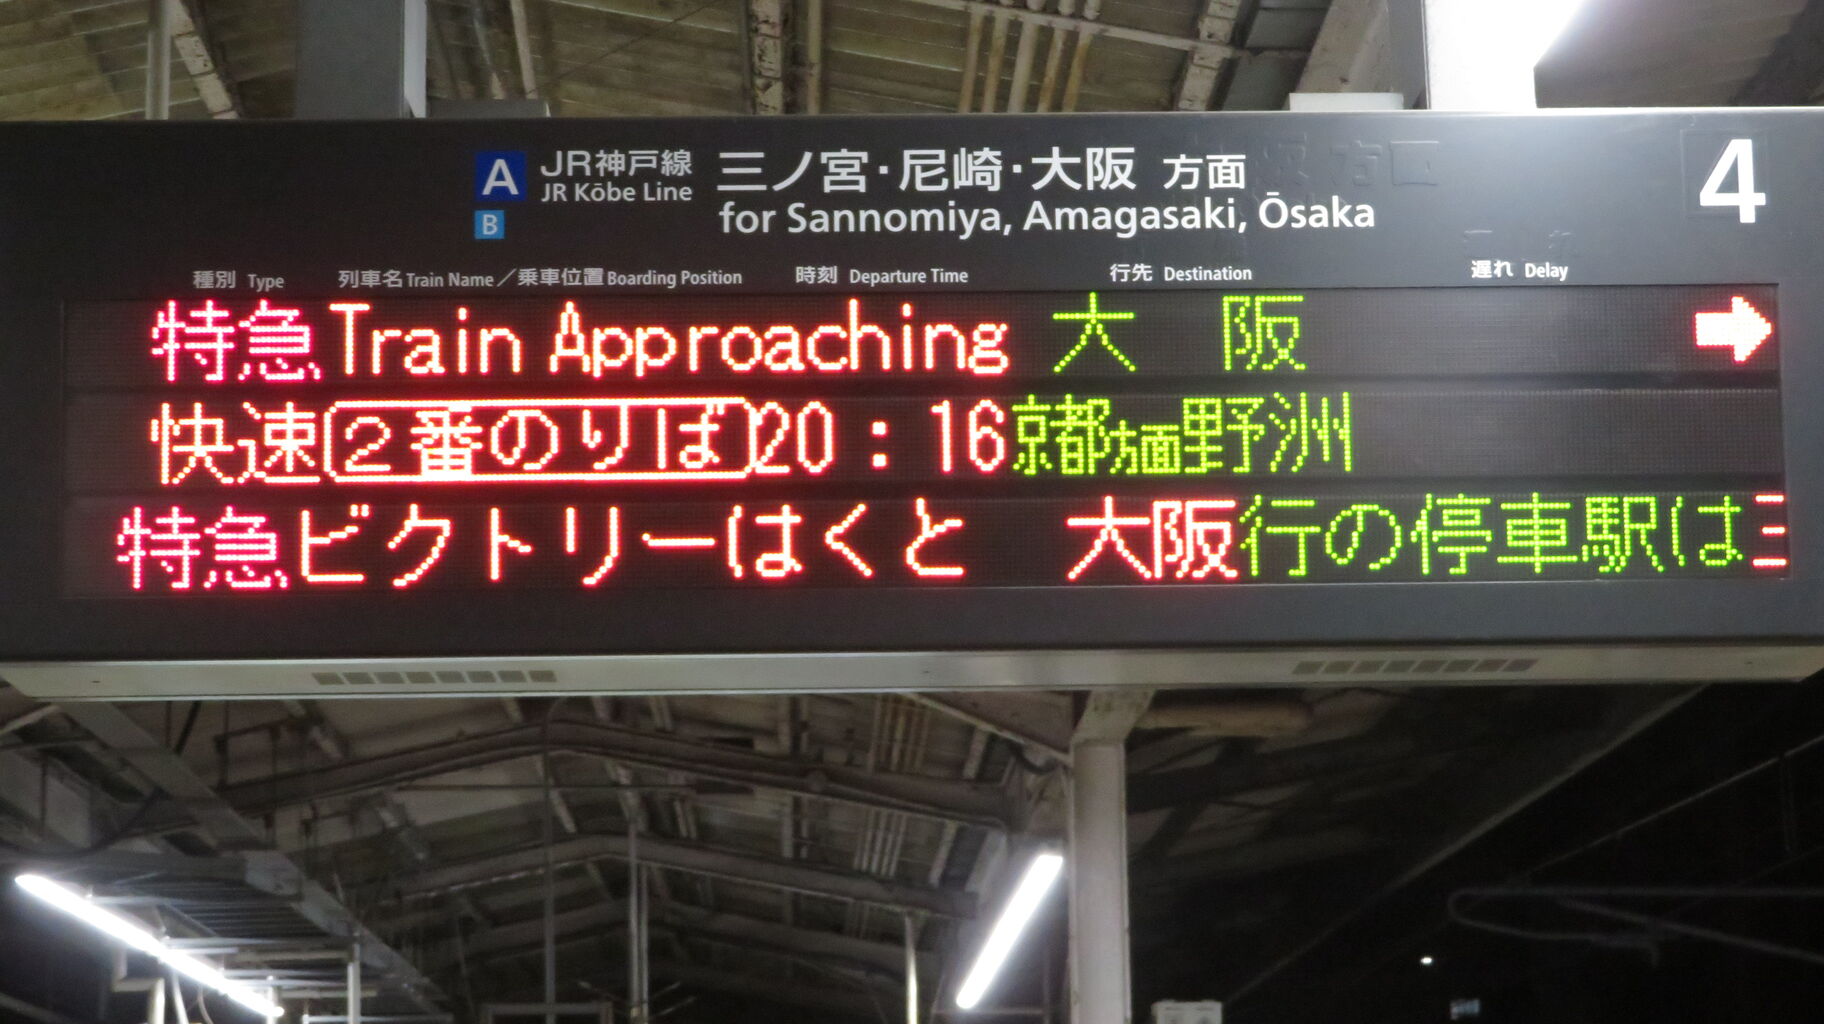 A JR神戸線 三ノ宮・尼崎・大阪 方面 4
JR Kōbe Line for Sannomiya, Amagasaki, Ōsaka
B
種別 Type 列車名 Train Name／乗車位置 Boarding Position 時刻 Departure Time 行先 Destination 遅れ Delay
特急 Train Approaching 大 阪
快速 2番のりば 20:16 京都方面野洲
特急 ビクトリーはくと 大阪行の停車駅は三